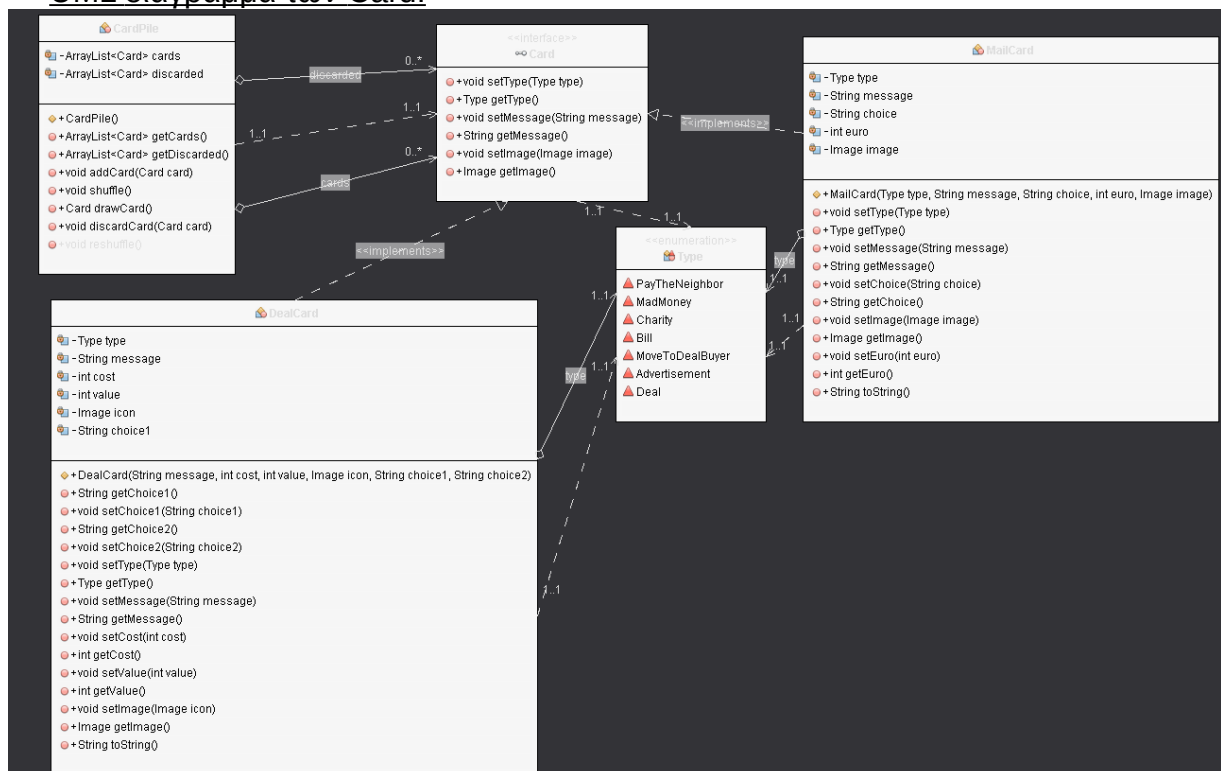 UML διάγραμμα των Card:
CardPile
-ArrayList<Card> cards
-ArrayList<Card> discarded
+CardPile()
+ArrayList<Card> getCards()
+ArrayList<Card> getDiscarded()
+void addCard(Card card)
+void shuffle()
+Card drawCard()
+void discardCard(Card card)
+void reshuffle()
0..*
discarded
1..1
1..1
0..*
cards
<<interface>>
Card
+void setType(Type type)
+Type getType()
+void setMessage(String message)
+String getMessage()
+void setImage(Image image)
+Image getImage()
<<implements>>
MailCard
-Type type
-String message
-String choice
-int euro
-Image image
+MailCard(Type type, String message, String choice, int euro, Image image)
+void setType(Type type)
+Type getType()
+void setMessage(String message)
+String getMessage()
+void setChoice(String choice)
+String getChoice()
+void setImage(Image image)
+Image getImage()
+void setEuro(int euro)
+int getEuro()
+String toString()
1..1
1..1
<<implements>>
<<enumeration>>
Type
PayTheNeighbor
MadMoney
Charity
Bill
MoveToDealBuyer
Advertisement
Deal
type
1..1
1..1
1..1
1..1
type
1..1
1..1
DealCard
-Type type
-String message
-int cost
-int value
-Image icon
-String choice1
+DealCard(String message, int cost, int value, Image icon, String choice1, String choice2)
+String getChoice1()
+void setChoice1(String choice1)
+String getChoice2()
+void setChoice2(String choice2)
+void setType(Type type)
+Type getType()
+void setMessage(String message)
+String getMessage()
+void setCost(int cost)
+int getCost()
+void setValue(int value)
+int getValue()
+void setImage(Image icon)
+Image getImage()
+String toString()